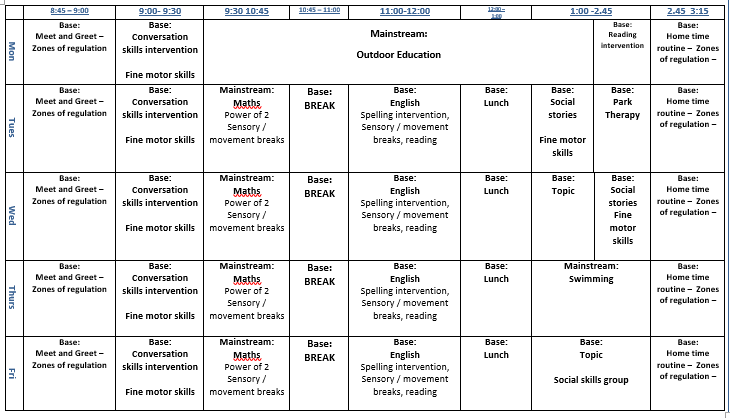 8:45 – 9:00 9:00- 9:30 9:30 10:45 10:45 – 11:00 11:00-12:00 12:00 – 1:00 1:00 -2.45 2.45 3:15
Mon
Base:
Meet and Greet –
Zones of regulation
Base:
Conversation
skills intervention
Fine motor skills
Mainstream:
Outdoor Education
Base:
Reading
intervention
Base:
Home time
routine – Zones
of regulation –
Tues
Base:
Meet and Greet –
Zones of regulation
Base:
Conversation
skills intervention
Fine motor skills
Mainstream:
Maths
Power of 2
Sensory /
movement breaks
Base:
BREAK
Base:
English
Spelling intervention,
Sensory / movement
breaks, reading
Base:
Lunch
Base:
Social
stories
Fine motor
skills
Base:
Park
Therapy
Base:
Home time
routine – Zones
of regulation –
Wed
Base:
Meet and Greet –
Zones of regulation
Base:
Conversation
skills intervention
Fine motor skills
Mainstream:
Maths
Power of 2
Sensory /
movement breaks
Base:
BREAK
Base:
English
Spelling intervention,
Sensory / movement
breaks, reading
Base:
Lunch
Base:
Topic
Base:
Social
stories
Fine
motor
skills
Base:
Home time
routine – Zones
of regulation –
Thurs
Base:
Meet and Greet –
Zones of regulation
Base:
Conversation
skills intervention
Fine motor skills
Mainstream:
Maths
Power of 2
Sensory /
movement breaks
Base:
BREAK
Base:
English
Spelling intervention,
Sensory / movement
breaks, reading
Base:
Lunch
Mainstream:
Swimming
Base:
Home time
routine – Zones
of regulation –
Fri
Base:
Meet and Greet –
Zones of regulation
Base:
Conversation
skills intervention
Fine motor skills
Mainstream:
Maths
Power of 2
Sensory /
movement breaks
Base:
BREAK
Base:
English
Spelling intervention,
Sensory / movement
breaks, reading
Base:
Lunch
Base:
Topic
Social skills group
Base:
Home time
routine – Zones
of regulation –